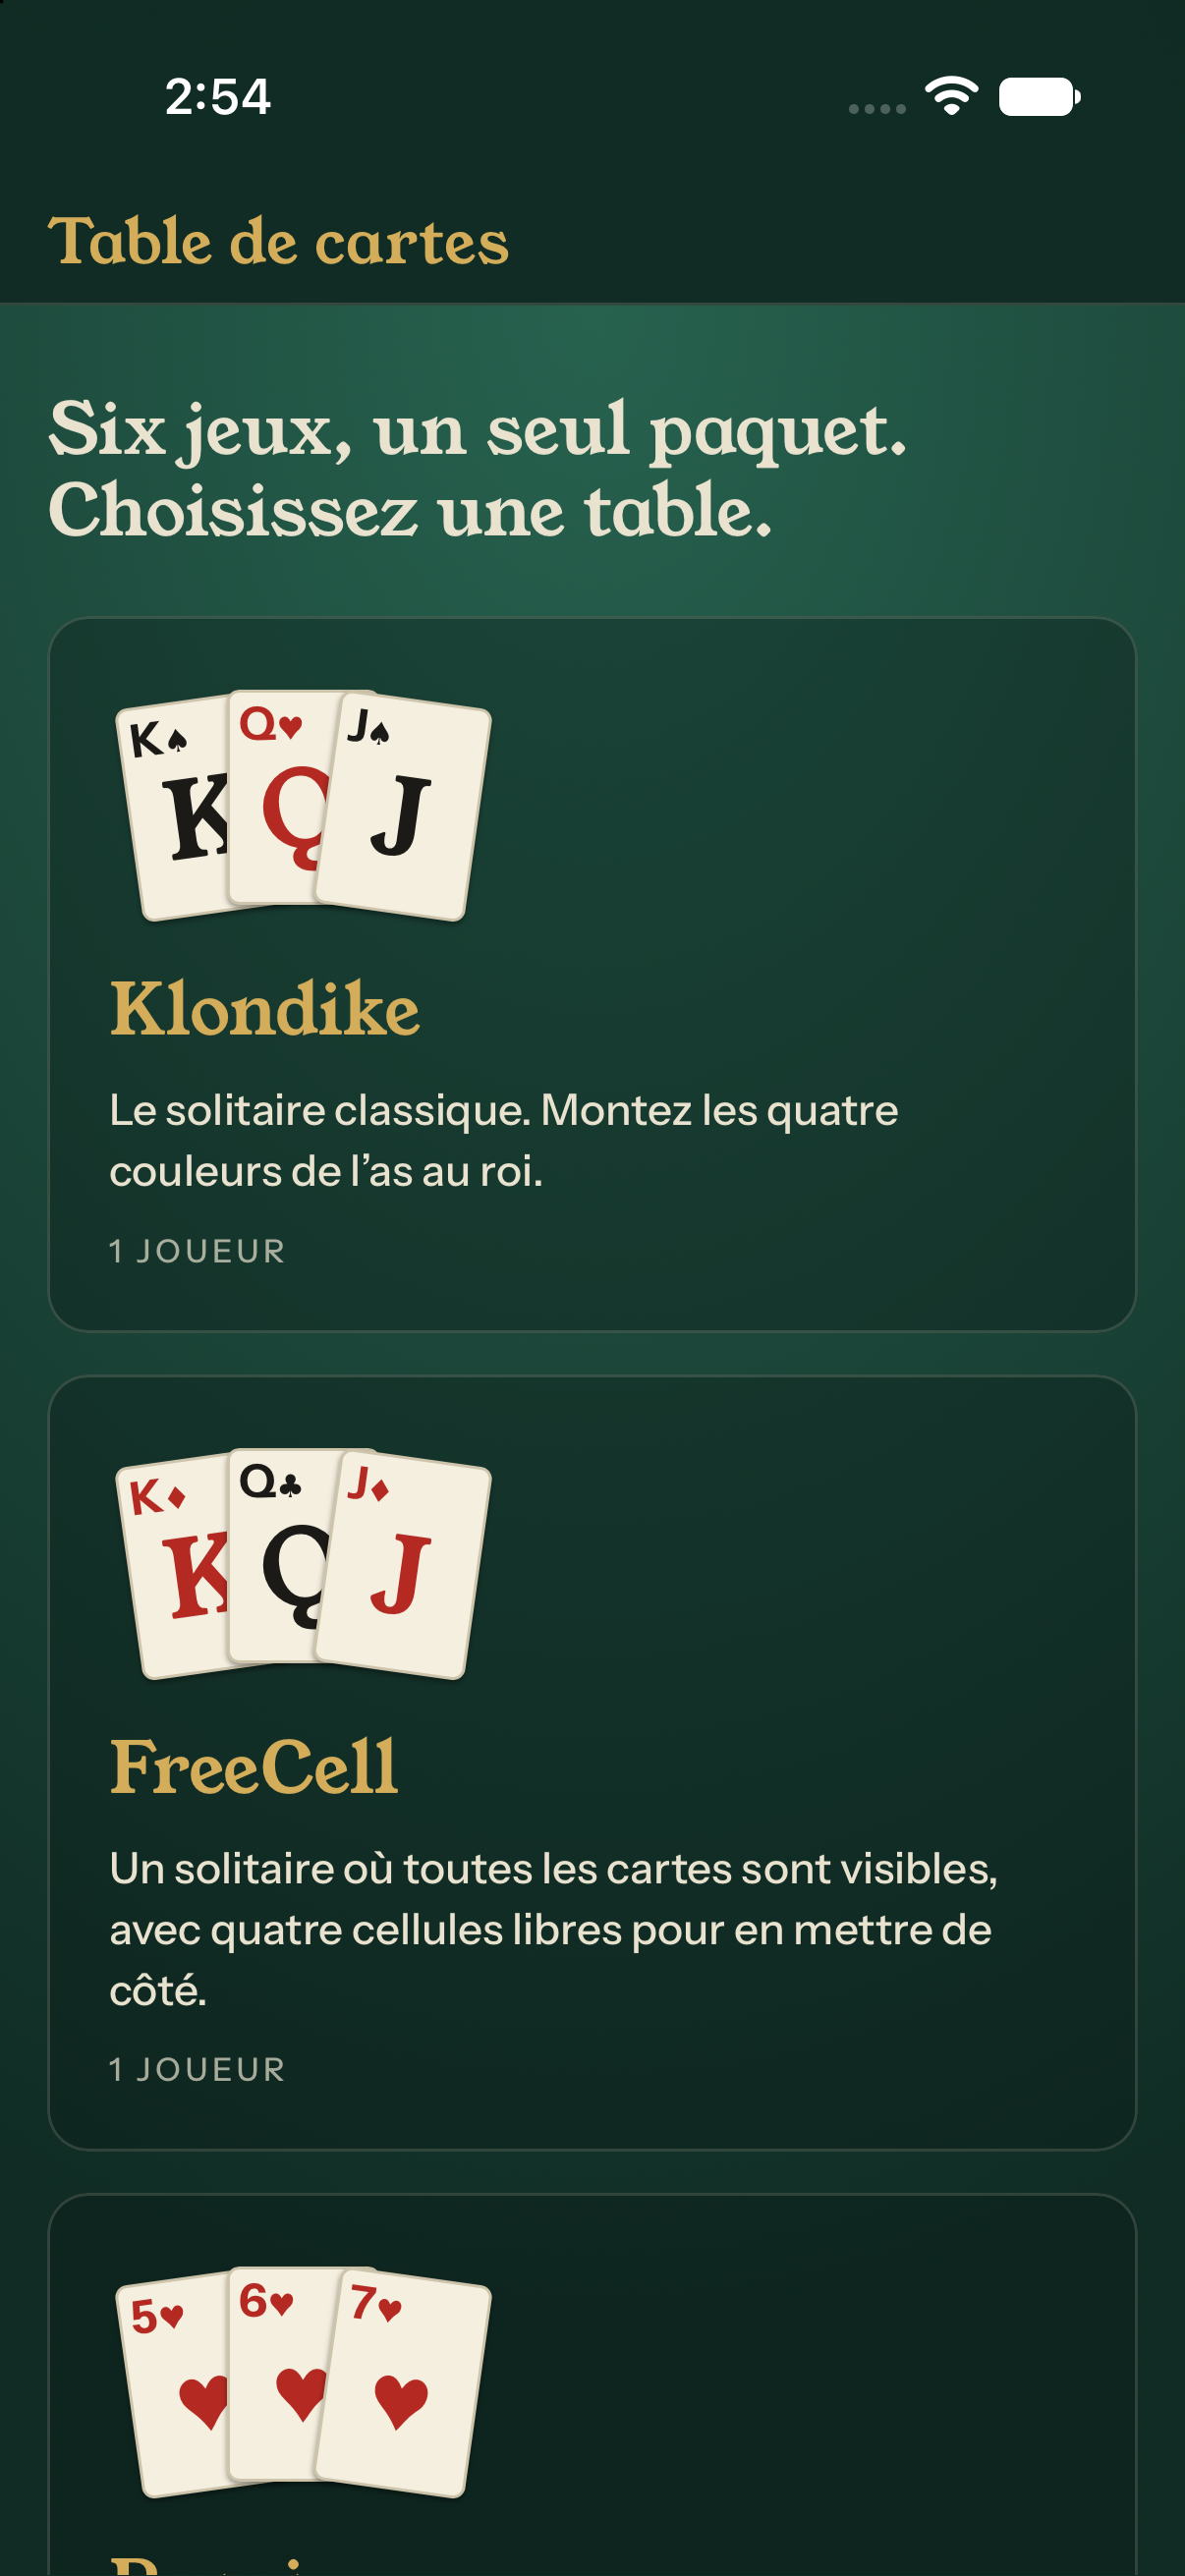 2:54
Table de cartes
Six jeux, un seul paquet.
Choisissez une table.
K♠ Q♥ J♠
K Q J
Klondike
Le solitaire classique. Montez les quatre
couleurs de l’as au roi.
1 JOUEUR
K♦ Q♣ J♦
K Q J
FreeCell
Un solitaire où toutes les cartes sont visibles,
avec quatre cellules libres pour en mettre de
côté.
1 JOUEUR
5♥ 6♥ 7♥